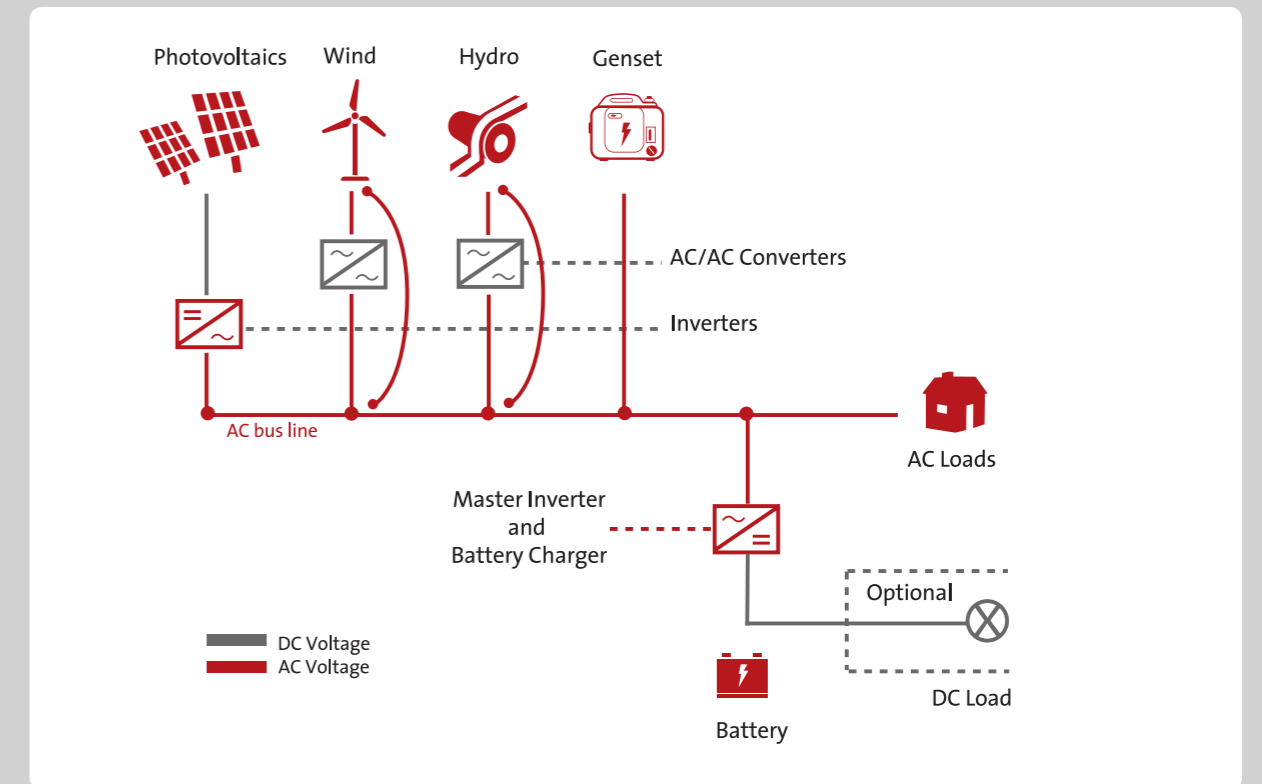 Photovoltaics
Wind
Hydro
Genset
AC/AC Converters
Inverters
AC bus line
AC Loads
Master Inverter
and
Battery Charger
Optional
DC Voltage
AC Voltage
DC Load
Battery